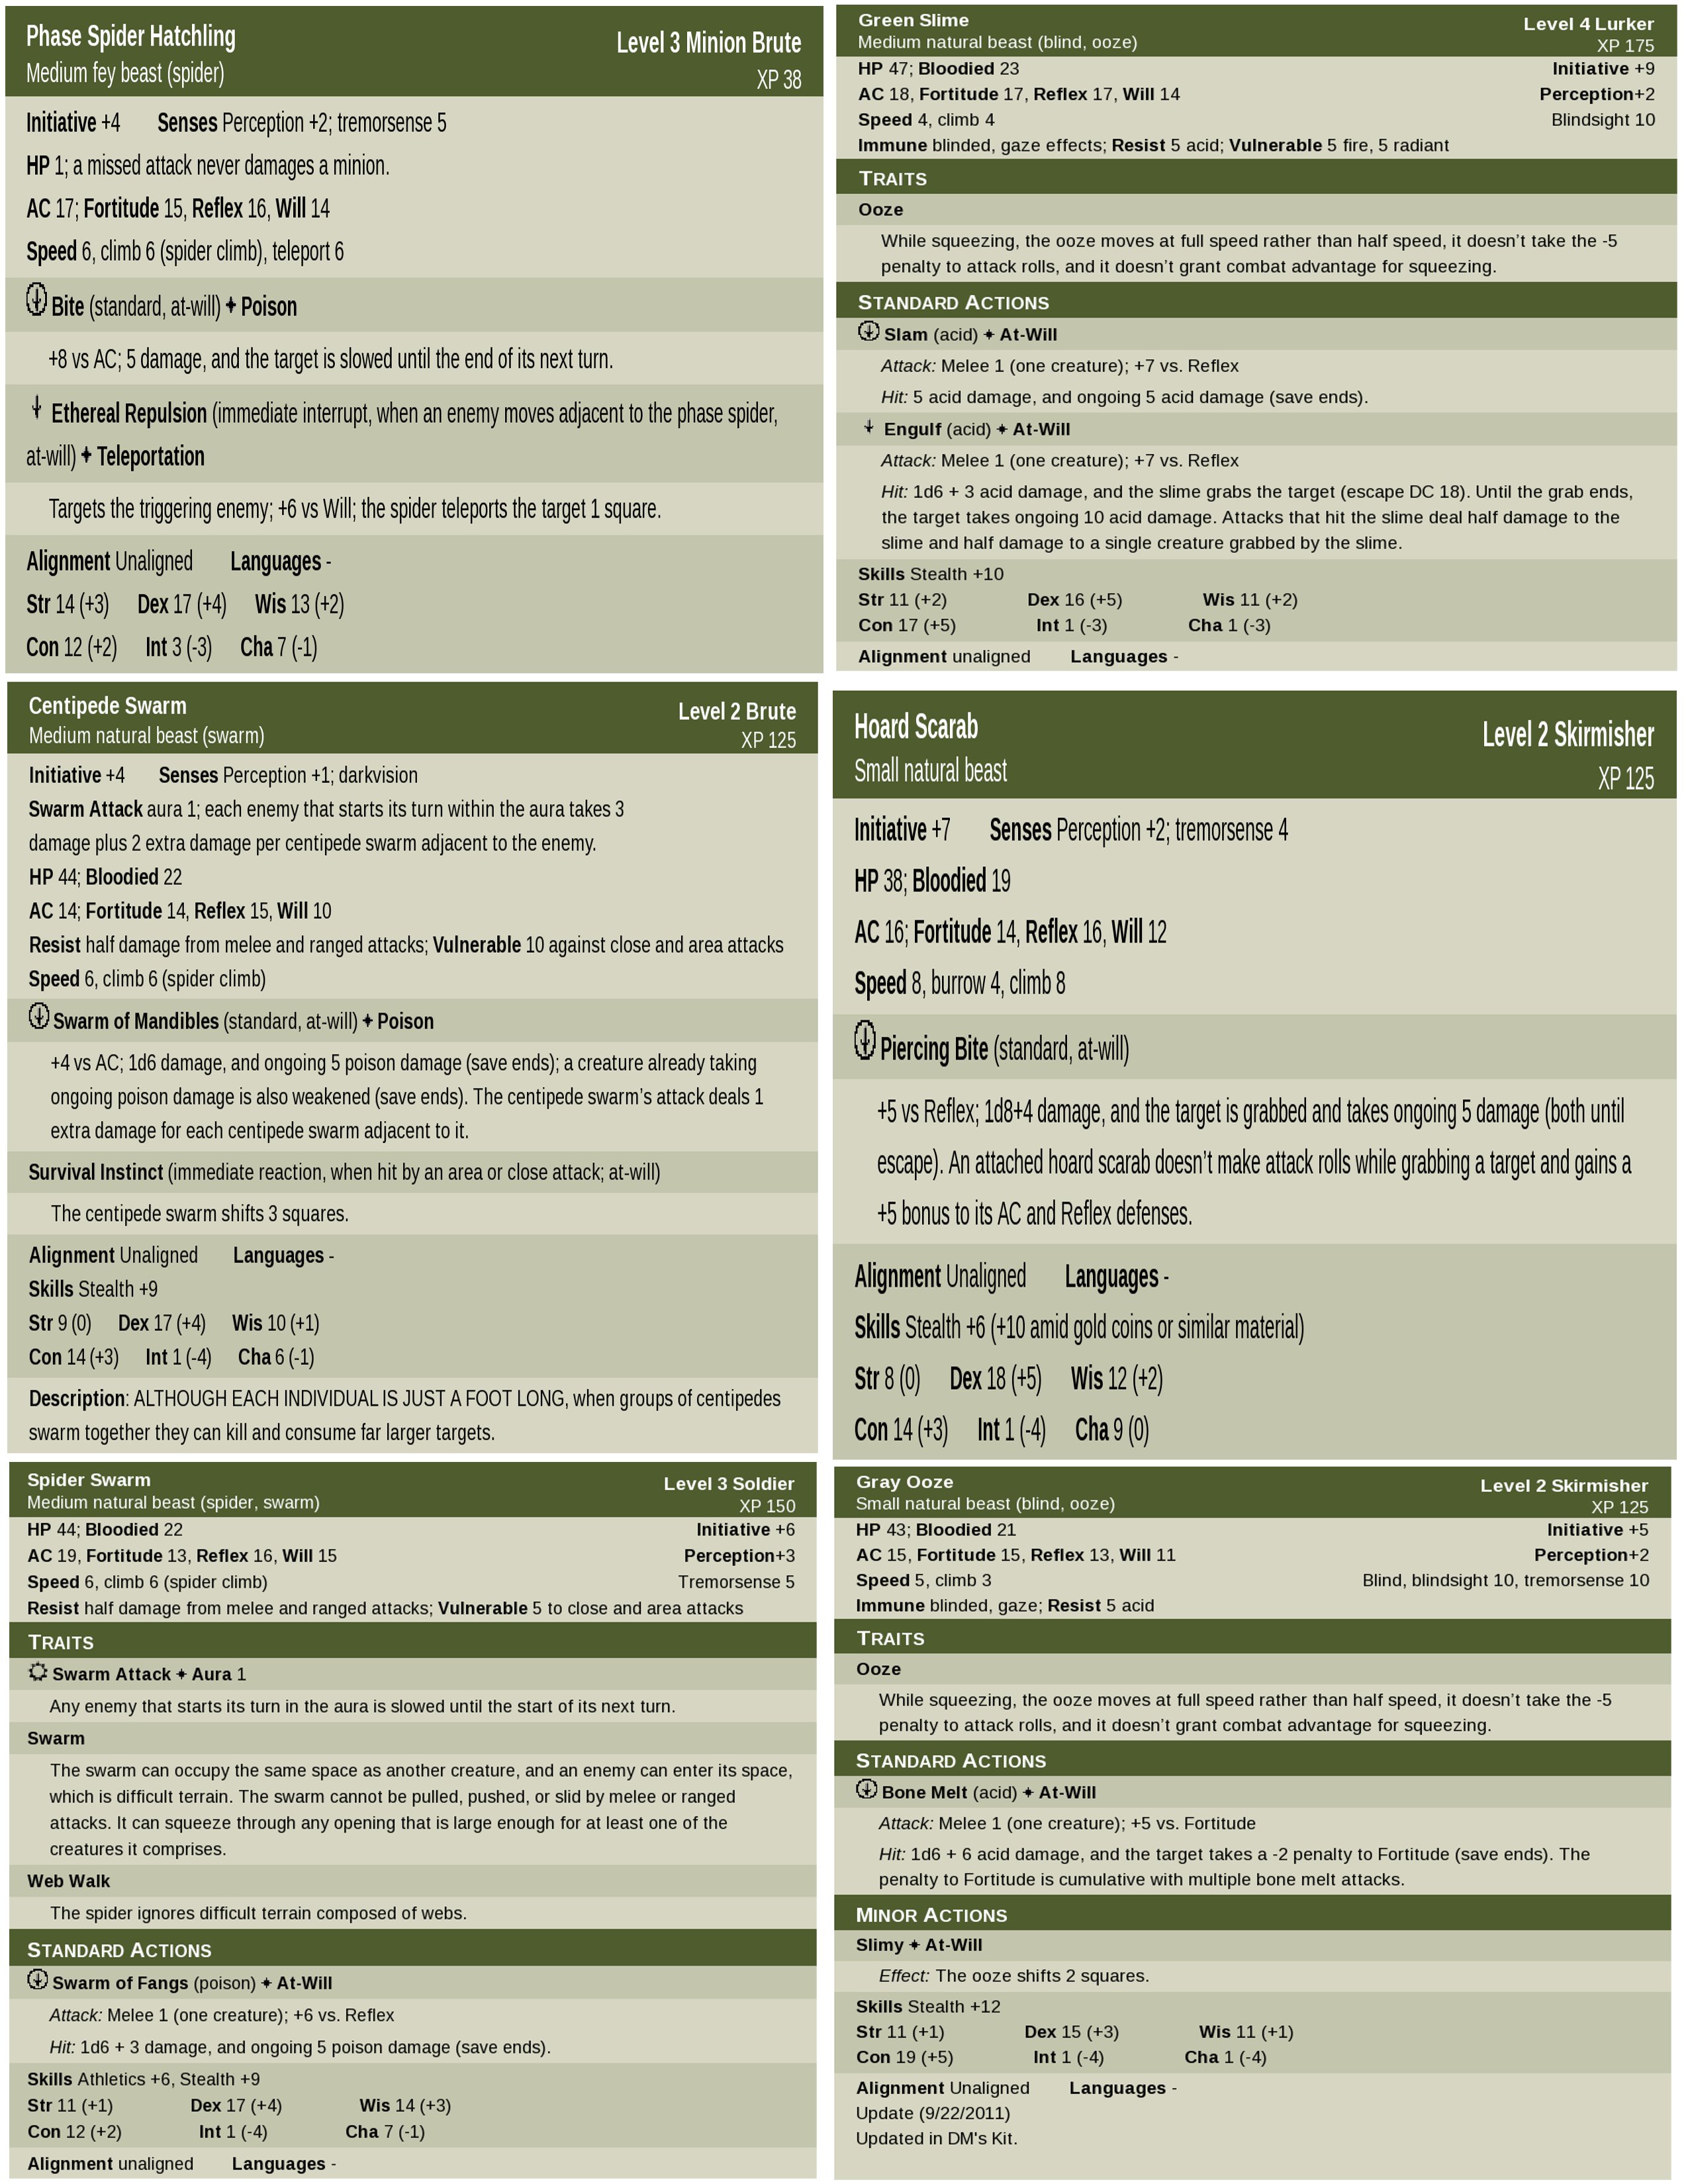 Phase Spider Hatchling
Level 3 Minion Brute
Medium fey beast (spider)
XP 38
Initiative +4 Senses Perception +2; tremorsense 5
HP 1; a missed attack never damages a minion.
AC 17; Fortitude 15, Reflex 16, Will 14
Speed 6, climb 6 (spider climb), teleport 6
Bite (standard, at-will) ✦ Poison
+8 vs AC; 5 damage, and the target is slowed until the end of its next turn.
Ethereal Repulsion (immediate interrupt, when an enemy moves adjacent to the phase spider,
at-will) ✦ Teleportation
Targets the triggering enemy; +6 vs Will; the spider teleports the target 1 square.
Alignment Unaligned Languages -
Str 14 (+3) Dex 17 (+4) Wis 13 (+2)
Con 12 (+2) Int 3 (-3) Cha 7 (-1)
Green Slime
Level 4 Lurker
Medium natural beast (blind, ooze)
XP 175
HP 47; Bloodied 23 Initiative +9
AC 18, Fortitude 17, Reflex 17, Will 14 Perception+2
Speed 4, climb 4 Blindsight 10
Immune blinded, gaze effects; Resist 5 acid; Vulnerable 5 fire, 5 radiant
TRAITS
Ooze
While squeezing, the ooze moves at full speed rather than half speed, it doesn’t take the -5
penalty to attack rolls, and it doesn’t grant combat advantage for squeezing.
STANDARD ACTIONS
Slam (acid) ✦ At-Will
Attack: Melee 1 (one creature); +7 vs. Reflex
Hit: 5 acid damage, and ongoing 5 acid damage (save ends).
Engulf (acid) ✦ At-Will
Attack: Melee 1 (one creature); +7 vs. Reflex
Hit: 1d6 + 3 acid damage, and the slime grabs the target (escape DC 18). Until the grab ends,
the target takes ongoing 10 acid damage. Attacks that hit the slime deal half damage to the
slime and half damage to a single creature grabbed by the slime.
Skills Stealth +10
Str 11 (+2) Dex 16 (+5) Wis 11 (+2)
Con 17 (+5) Int 1 (-3) Cha 1 (-3)
Alignment unaligned Languages -
Centipede Swarm
Level 2 Brute
Medium natural beast (swarm)
XP 125
Initiative +4 Senses Perception +1; darkvision
Swarm Attack aura 1; each enemy that starts its turn within the aura takes 3
damage plus 2 extra damage per centipede swarm adjacent to the enemy.
HP 44; Bloodied 22
AC 14; Fortitude 14, Reflex 15, Will 10
Resist half damage from melee and ranged attacks; Vulnerable 10 against close and area attacks
Speed 6, climb 6 (spider climb)
Swarm of Mandibles (standard, at-will) ✦ Poison
+4 vs AC; 1d6 damage, and ongoing 5 poison damage (save ends); a creature already taking
ongoing poison damage is also weakened (save ends). The centipede swarm’s attack deals 1
extra damage for each centipede swarm adjacent to it.
Survival Instinct (immediate reaction, when hit by an area or close attack; at-will)
The centipede swarm shifts 3 squares.
Alignment Unaligned Languages -
Skills Stealth +9
Str 9 (0) Dex 17 (+4) Wis 10 (+1)
Con 14 (+3) Int 1 (-4) Cha 6 (-1)
Description: ALTHOUGH EACH INDIVIDUAL IS JUST A FOOT LONG, when groups of centipedes
swarm together they can kill and consume far larger targets.
Hoard Scarab
Level 2 Skirmisher
Small natural beast
XP 125
Initiative +7 Senses Perception +2; tremorsense 4
HP 38; Bloodied 19
AC 16; Fortitude 14, Reflex 16, Will 12
Speed 8, burrow 4, climb 8
Piercing Bite (standard, at-will)
+5 vs Reflex; 1d8+4 damage, and the target is grabbed and takes ongoing 5 damage (both until
escape). An attached hoard scarab doesn’t make attack rolls while grabbing a target and gains a
+5 bonus to its AC and Reflex defenses.
Alignment Unaligned Languages -
Skills Stealth +6 (+10 amid gold coins or similar material)
Str 8 (0) Dex 18 (+5) Wis 12 (+2)
Con 14 (+3) Int 1 (-4) Cha 9 (0)
Spider Swarm
Level 3 Soldier
Medium natural beast (spider, swarm)
XP 150
HP 44; Bloodied 22 Initiative +6
AC 19, Fortitude 13, Reflex 16, Will 15 Perception+3
Speed 6, climb 6 (spider climb) Tremorsense 5
Resist half damage from melee and ranged attacks; Vulnerable 5 to close and area attacks
TRAITS
Swarm Attack ✦ Aura 1
Any enemy that starts its turn in the aura is slowed until the start of its next turn.
Swarm
The swarm can occupy the same space as another creature, and an enemy can enter its space,
which is difficult terrain. The swarm cannot be pulled, pushed, or slid by melee or ranged
attacks. It can squeeze through any opening that is large enough for at least one of the
creatures it comprises.
Web Walk
The spider ignores difficult terrain composed of webs.
STANDARD ACTIONS
Swarm of Fangs (poison) ✦ At-Will
Attack: Melee 1 (one creature); +6 vs. Reflex
Hit: 1d6 + 3 damage, and ongoing 5 poison damage (save ends).
Skills Athletics +6, Stealth +9
Str 11 (+1) Dex 17 (+4) Wis 14 (+3)
Con 12 (+2) Int 1 (-4) Cha 7 (-1)
Alignment unaligned Languages -
Gray Ooze
Level 2 Skirmisher
Small natural beast (blind, ooze)
XP 125
HP 43; Bloodied 21 Initiative +5
AC 15, Fortitude 15, Reflex 13, Will 11 Perception+2
Speed 5, climb 3 Blind, blindsight 10, tremorsense 10
Immune blinded, gaze; Resist 5 acid
TRAITS
Ooze
While squeezing, the ooze moves at full speed rather than half speed, it doesn’t take the -5
penalty to attack rolls, and it doesn’t grant combat advantage for squeezing.
STANDARD ACTIONS
Bone Melt (acid) ✦ At-Will
Attack: Melee 1 (one creature); +5 vs. Fortitude
Hit: 1d6 + 6 acid damage, and the target takes a -2 penalty to Fortitude (save ends). The
penalty to Fortitude is cumulative with multiple bone melt attacks.
MINOR ACTIONS
Slimy ✦ At-Will
Effect: The ooze shifts 2 squares.
Skills Stealth +12
Str 11 (+1) Dex 15 (+3) Wis 11 (+1)
Con 19 (+5) Int 1 (-4) Cha 1 (-4)
Alignment Unaligned Languages -
Update (9/22/2011)
Updated in DM's Kit.